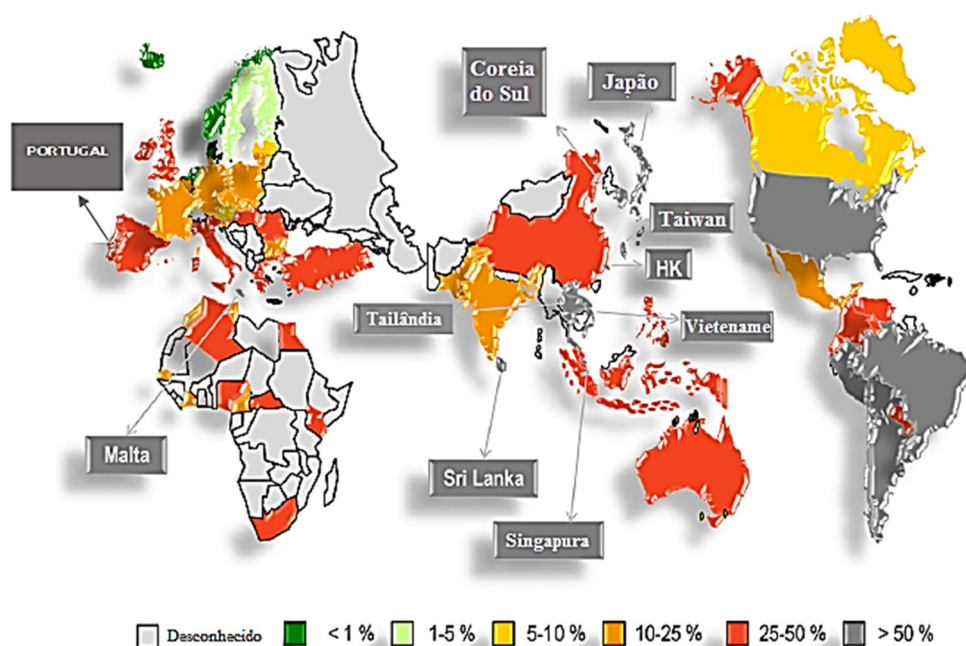 Coreia
do Sul
Japão
PORTUGAL
Taiwan
HK
Tailândia
Vietename
Malta
Sri Lanka
Singapura
Desconhecido < 1 % 1-5 % 5-10 % 10-25 % 25-50 % > 50 %